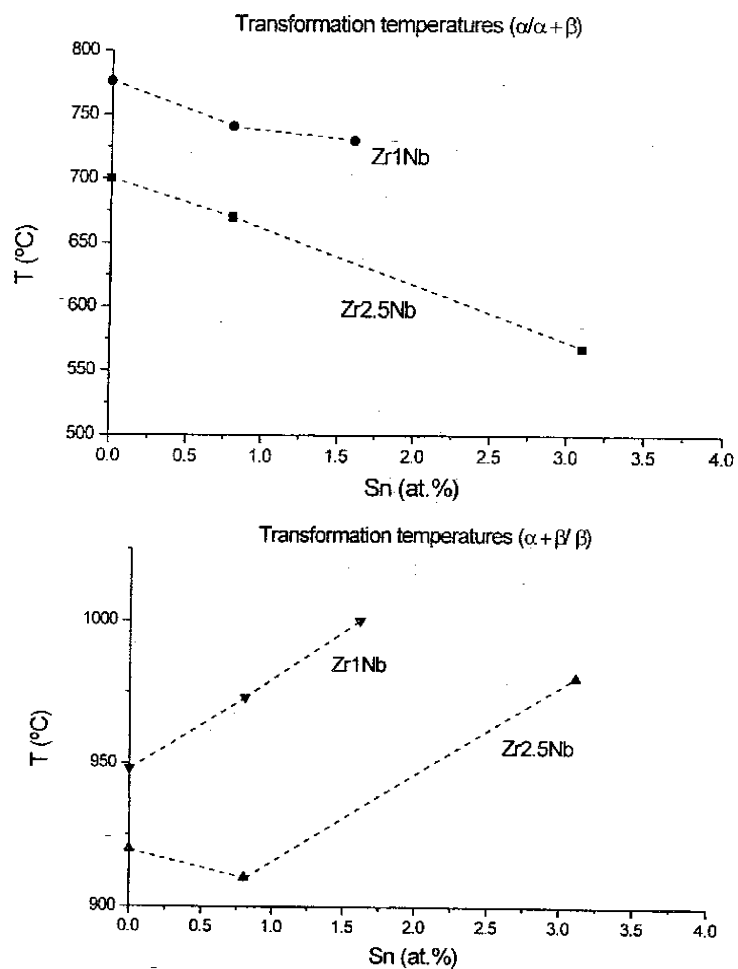 Transformation temperatures (α/α+β)
800
750
700
650
600
550
500
T (ºC)
Zr1Nb
Zr2.5Nb
0.0 0.5 1.0 1.5 2.0 2.5 3.0 3.5 4.0
Sn (at.%)
Transformation temperatures (α+β/ β)
1000
950
900
T (ºC)
Zr1Nb
Zr2.5Nb
0.0 0.5 1.0 1.5 2.0 2.5 3.0 3.5 4.0
Sn (at.%)